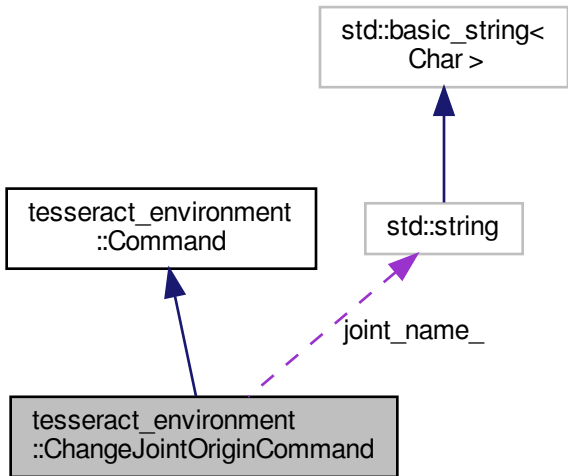 std::basic_string<
Char >
tesseract_environment
::Command
std::string
joint_name_
tesseract_environment
::ChangeJointOriginCommand